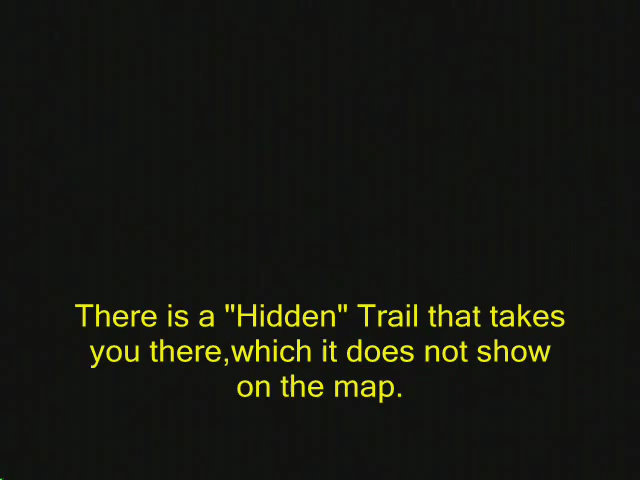 There is a "Hidden" Trail that takes
you there,which it does not show
on the map.